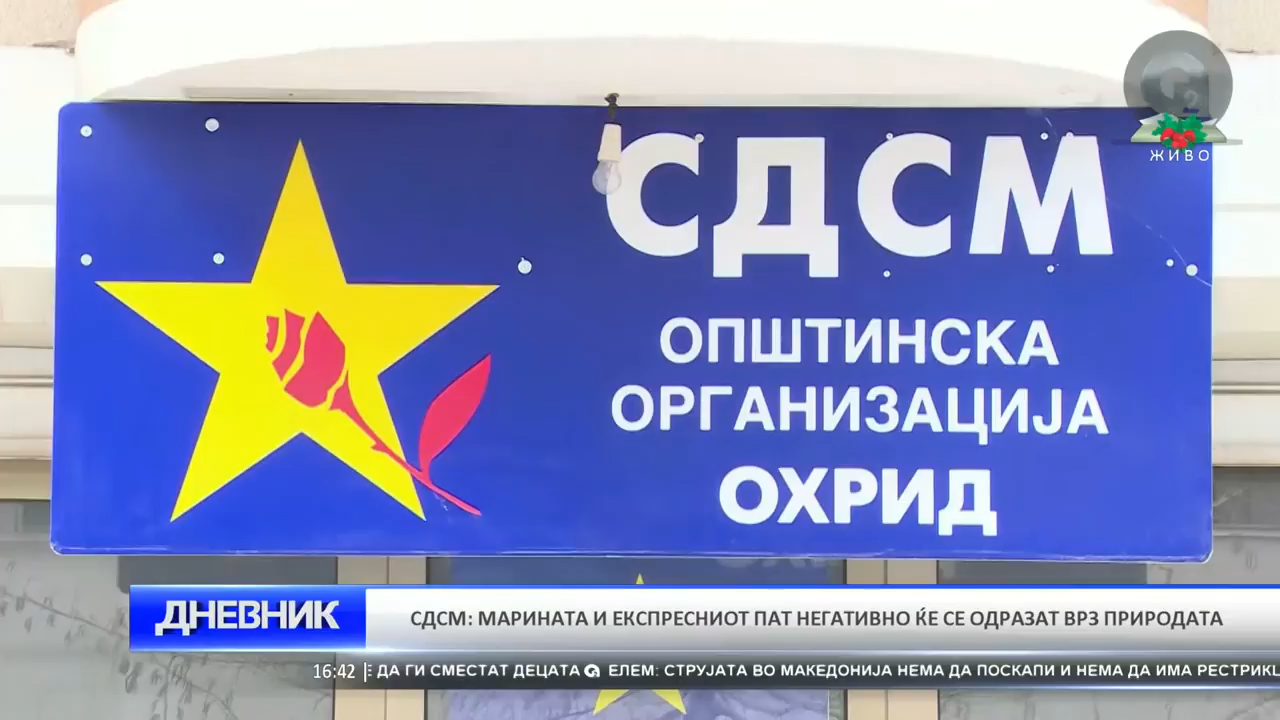 СДСМ
ОПШТИНСКА
ОРГАНИЗАЦИЈА
ОХРИД
ЖИВО
ДНЕВНИК
СДСМ: МАРИНАТА И ЕКСПРЕСНИОТ ПАТ НЕГАТИВНО ЌЕ СЕ ОДРАЗАТ ВРЗ ПРИРОДАТА
16:42 ДА ГИ СМЕСТАТ ДЕЦАТА ЕЛЕМ: СТРУЈАТА ВО МАКЕДОНИЈА НЕМА ДА ПОСКАПИ И НЕМА ДА ИМА